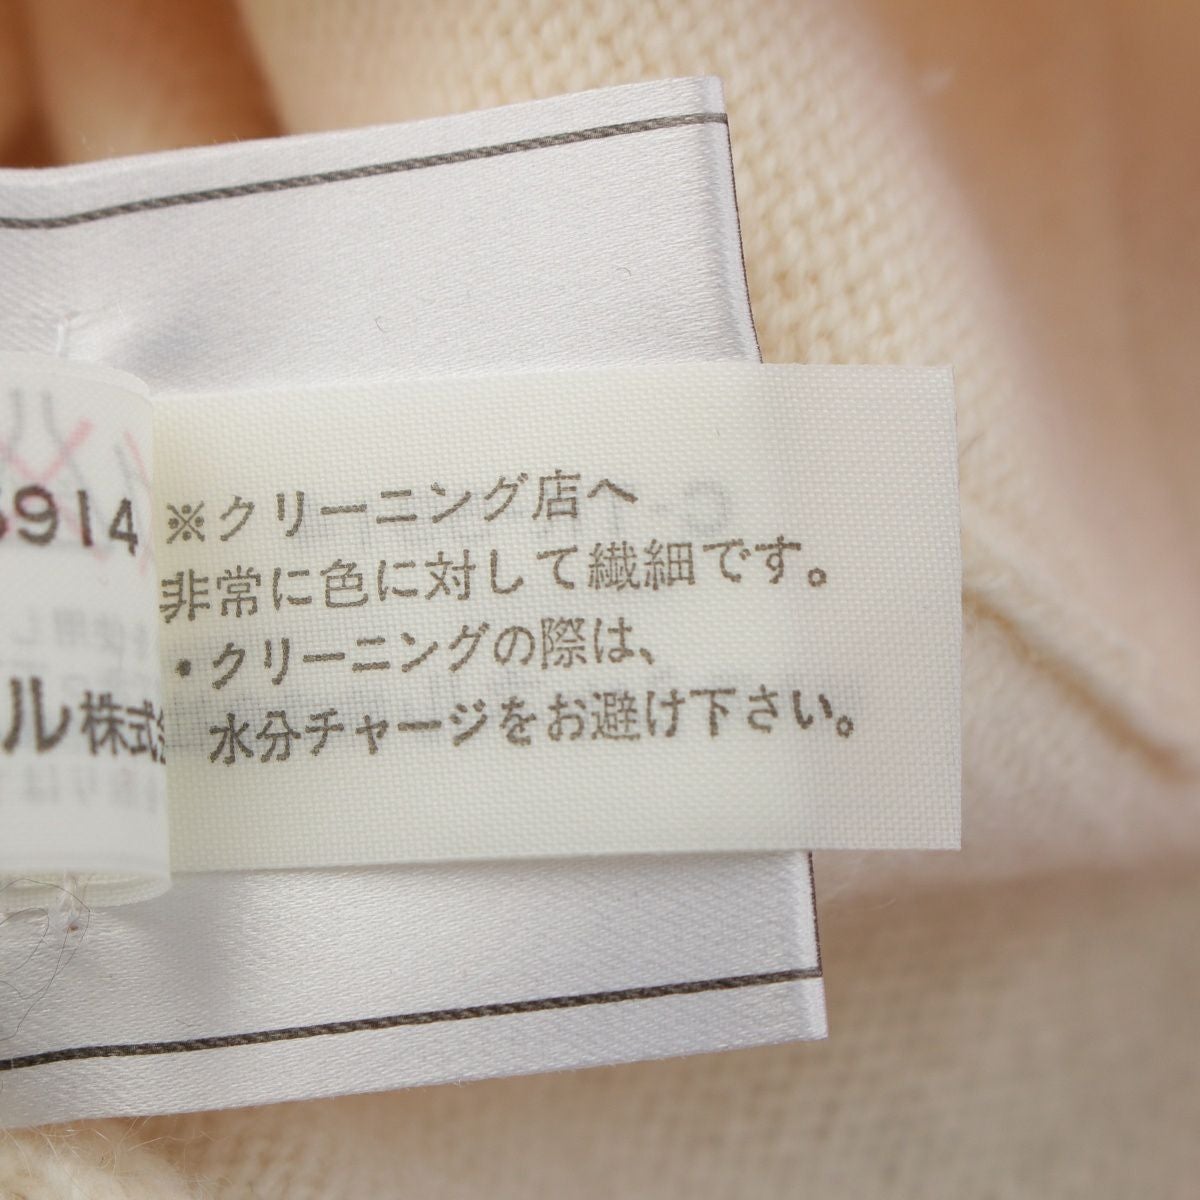 ※クリーニング店へ
非常に色に対して繊細です。
・クリーニングの際は、
水分チャージをお避け下さい。
914
ル株式